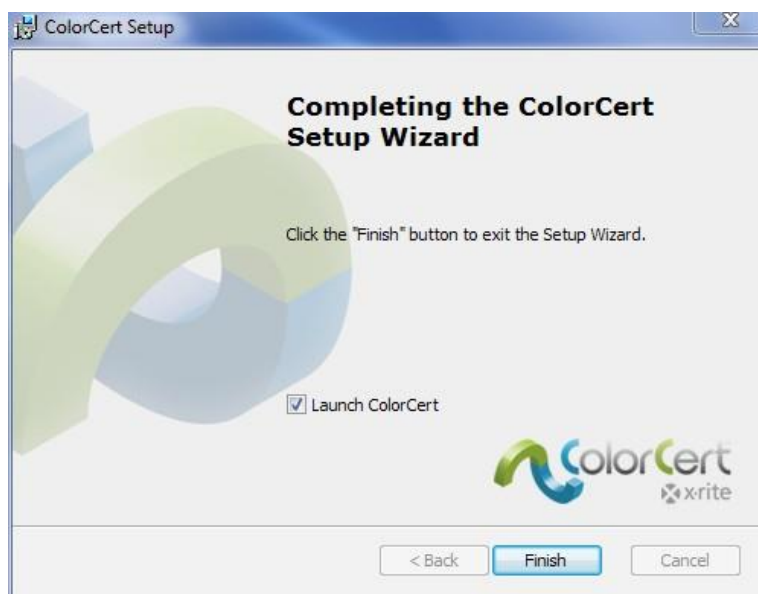 ColorCert Setup
Completing the ColorCert
Setup Wizard
Click the "Finish" button to exit the Setup Wizard.
Launch ColorCert
ColorCert
x·rite
< Back
Finish
Cancel